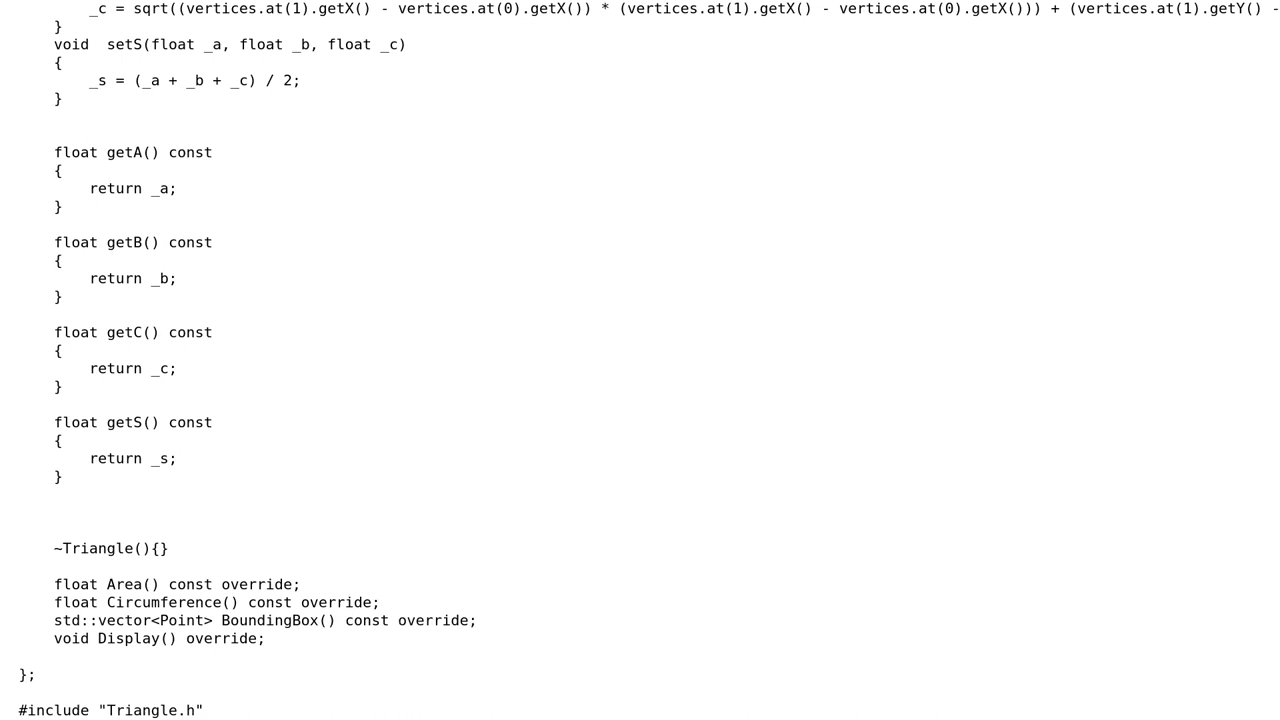 _c = sqrt((vertices.at(1).getX() - vertices.at(0).getX()) * (vertices.at(1).getX() - vertices.at(0).getX())) + (vertices.at(1).getY() -
}
void  setS(float _a, float _b, float _c)
{
_s = (_a + _b + _c) / 2;
}
float getA() const
{
return _a;
}
float getB() const
{
return _b;
}
float getC() const
{
return _c;
}
float getS() const
{
return _s;
}
~Triangle(){}
float Area() const override;
float Circumference() const override;
std::vector<Point> BoundingBox() const override;
void Display() override;
};
#include "Triangle.h"